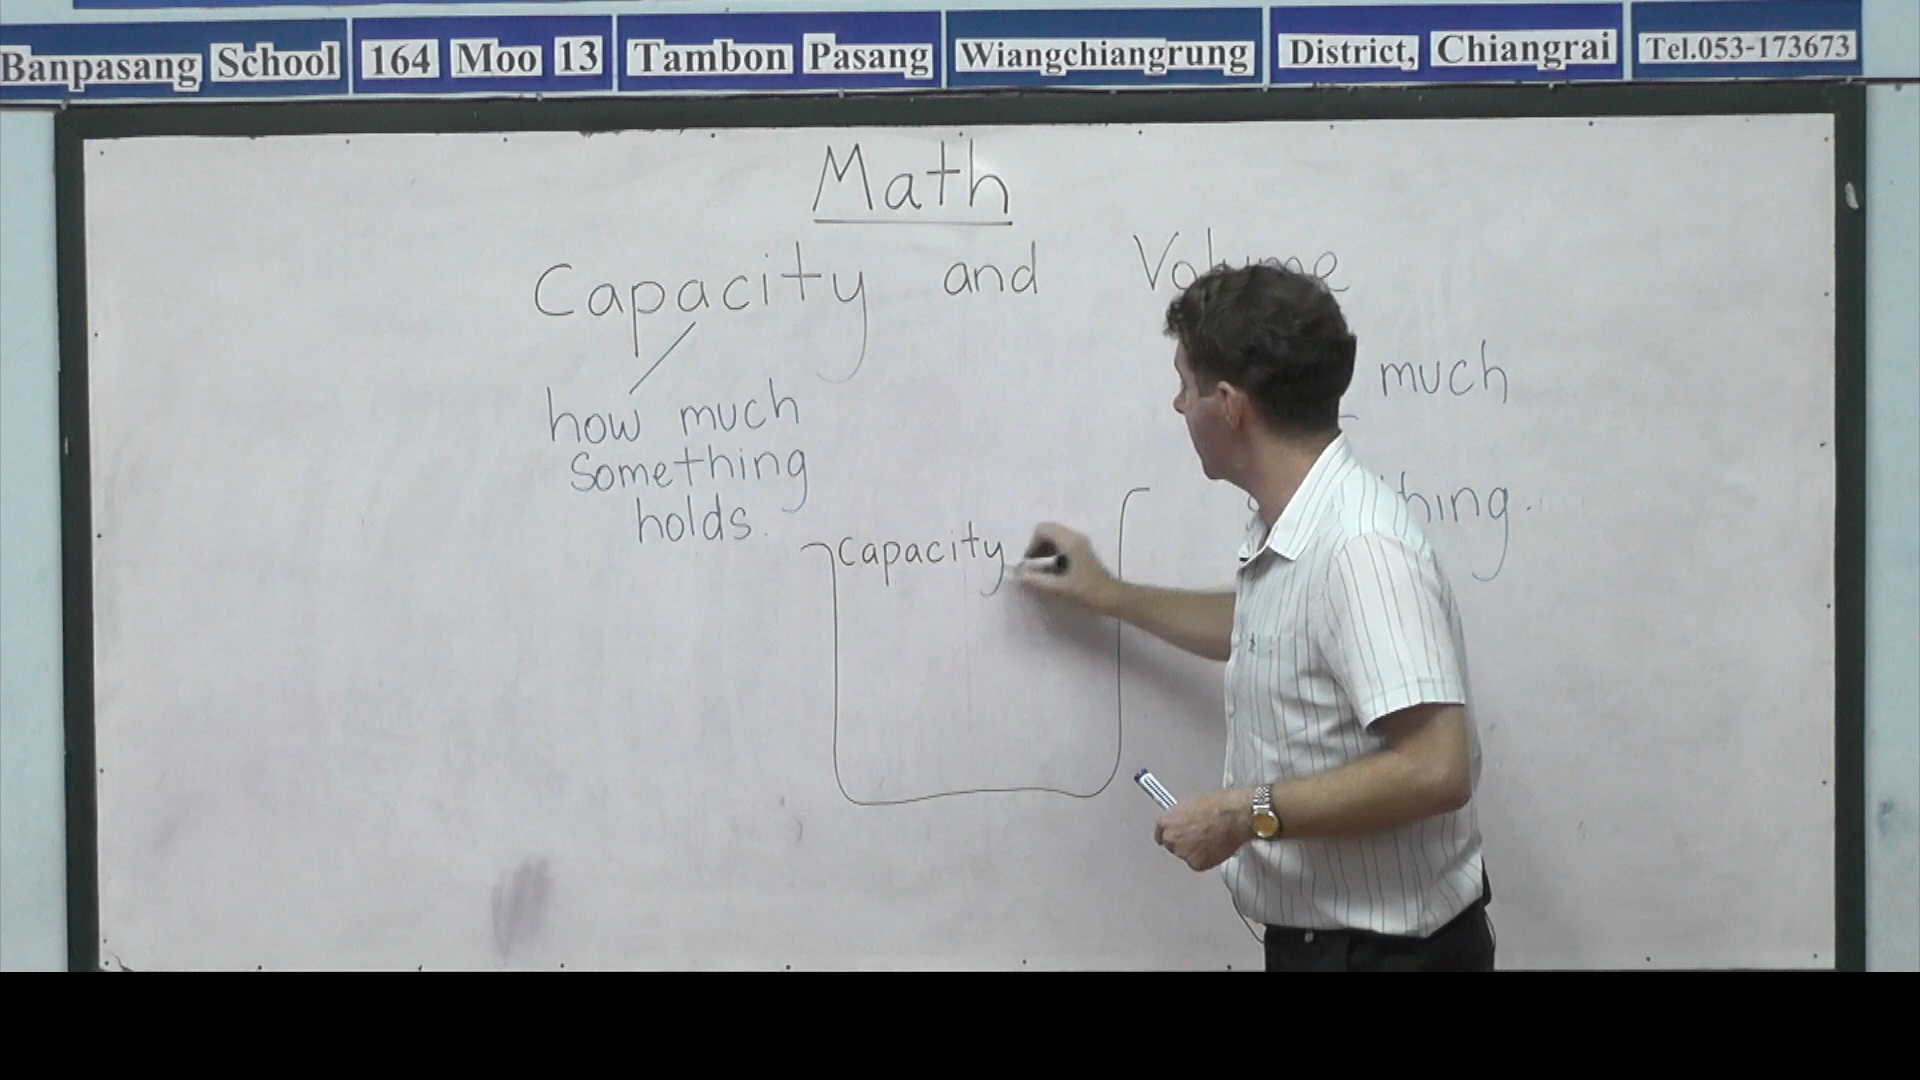 Banpasang School 164 Moo 13 Tambon Pasang Wiangchiangrung District, Chiangrai Tel.053-173673
Math
Capacity and
how much
something
holds.
much
capacity